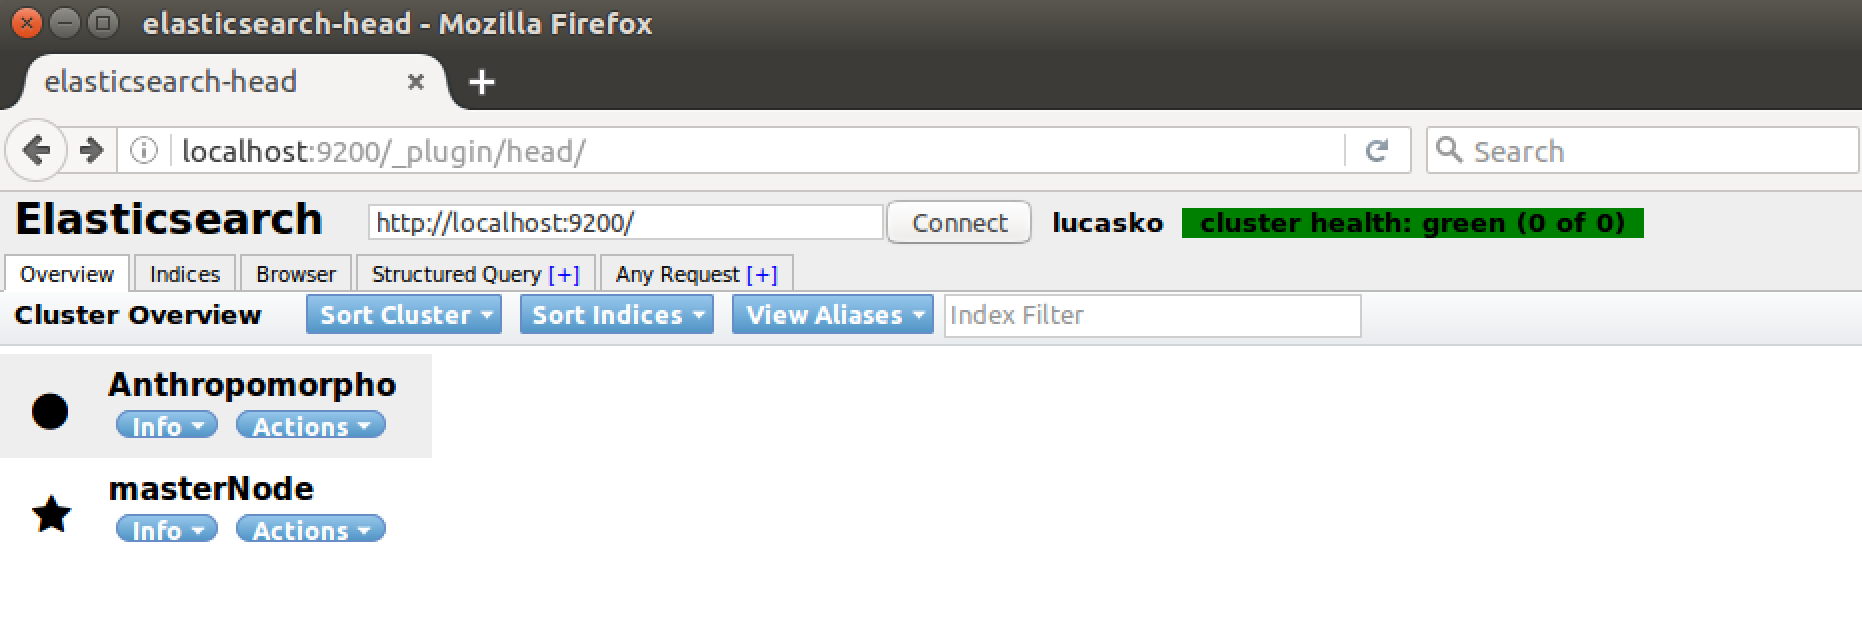 elasticsearch-head - Mozilla Firefox
elasticsearch-head
localhost:9200/_plugin/head/ Search
Elasticsearch http://localhost:9200/ Connect lucasko cluster health: green (0 of 0)
Overview Indices Browser Structured Query [+] Any Request [+]
Cluster Overview Sort Cluster Sort Indices View Aliases Index Filter
Anthropomorpho
Info Actions
masterNode
Info Actions